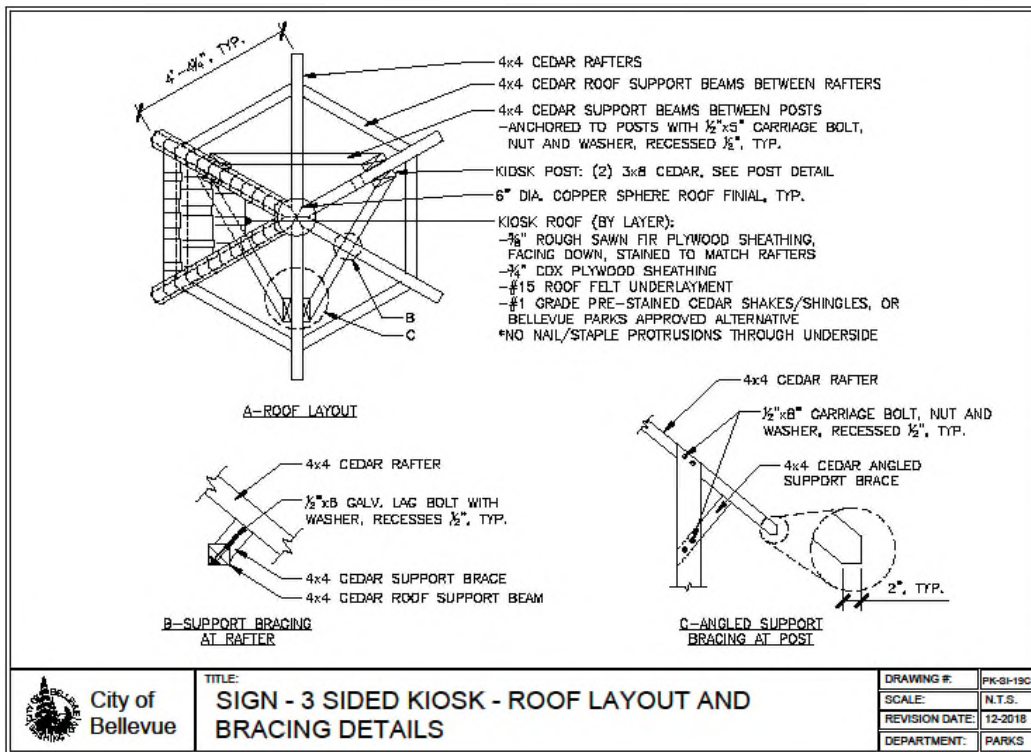 4'-4¼", TYP.
4x4 CEDAR RAFTERS
4x4 CEDAR ROOF SUPPORT BEAMS BETWEEN RAFTERS
4x4 CEDAR SUPPORT BEAMS BETWEEN POSTS
-ANCHORED TO POSTS WITH ½"x5" CARRIAGE BOLT,
NUT AND WASHER, RECESSED ½", TYP.
KIOSK POST: (2) 3x8 CEDAR, SEE POST DETAIL
6" DIA. COPPER SPHERE ROOF FINIAL, TYP.
KIOSK ROOF (BY LAYER):
-⅝" ROUGH SAWN FIR PLYWOOD SHEATHING,
FACING DOWN, STAINED TO MATCH RAFTERS
-¾" CDX PLYWOOD SHEATHING
-#15 ROOF FELT UNDERLAYMENT
-#1 GRADE PRE-STAINED CEDAR SHAKES/SHINGLES, OR
BELLEVUE PARKS APPROVED ALTERNATIVE
*NO NAIL/STAPLE PROTRUSIONS THROUGH UNDERSIDE
B
C
A-ROOF LAYOUT
4x4 CEDAR RAFTER
½"x6 GALV. LAG BOLT WITH
WASHER, RECESSES ½", TYP.
4x4 CEDAR SUPPORT BRACE
4x4 CEDAR ROOF SUPPORT BEAM
B-SUPPORT BRACING
AT RAFTER
4x4 CEDAR RAFTER
½"x8" CARRIAGE BOLT, NUT AND
WASHER, RECESSED ½", TYP.
4x4 CEDAR ANGLED
SUPPORT BRACE
2", TYP.
C-ANGLED SUPPORT
BRACING AT POST
City of
Bellevue
TITLE:
SIGN - 3 SIDED KIOSK - ROOF LAYOUT AND
BRACING DETAILS
DRAWING #: PK-SI-19C
SCALE: N.T.S.
REVISION DATE: 12-2018
DEPARTMENT: PARKS